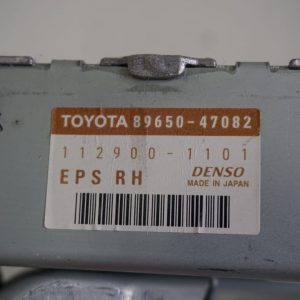 TOYOTA 89650-47082
112900-1101
EPS RH DENSO
MADE IN JAPAN